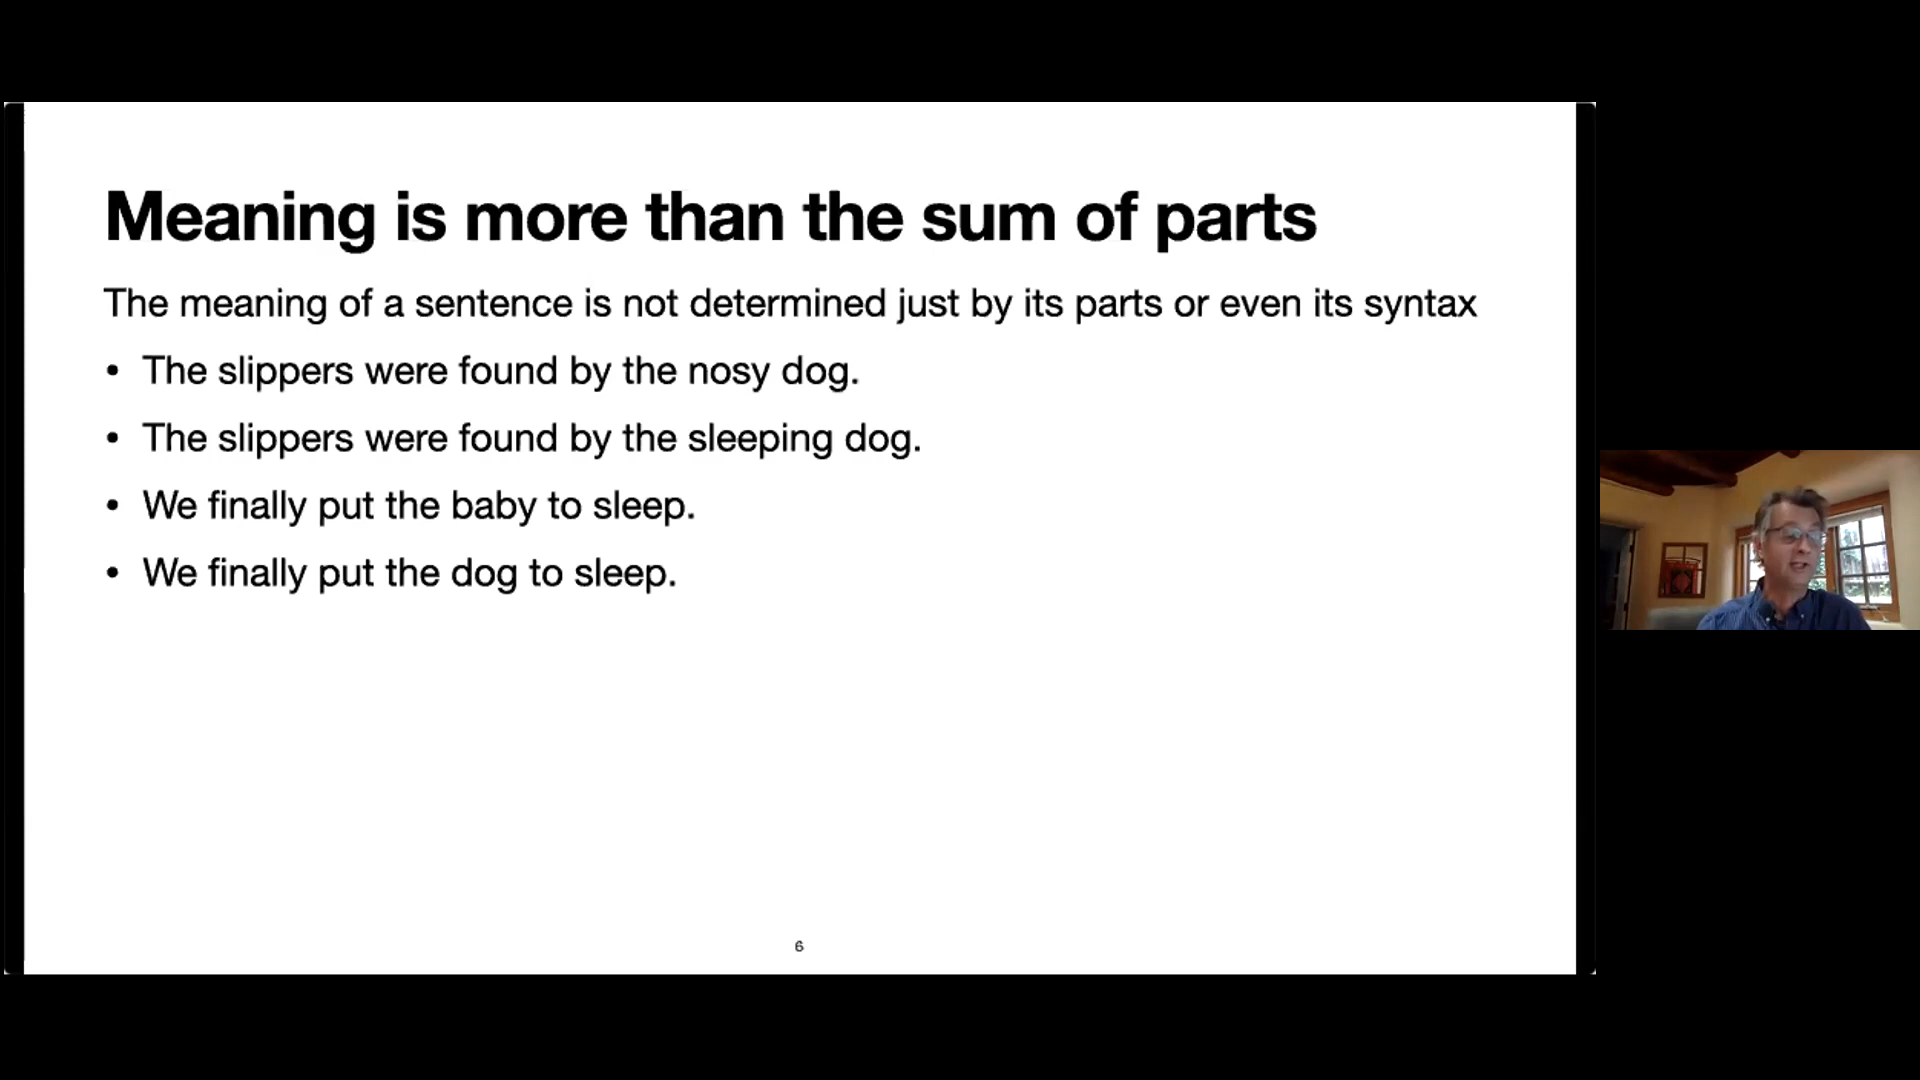 Meaning is more than the sum of parts
The meaning of a sentence is not determined just by its parts or even its syntax
• The slippers were found by the nosy dog.
• The slippers were found by the sleeping dog.
• We finally put the baby to sleep.
• We finally put the dog to sleep.
6